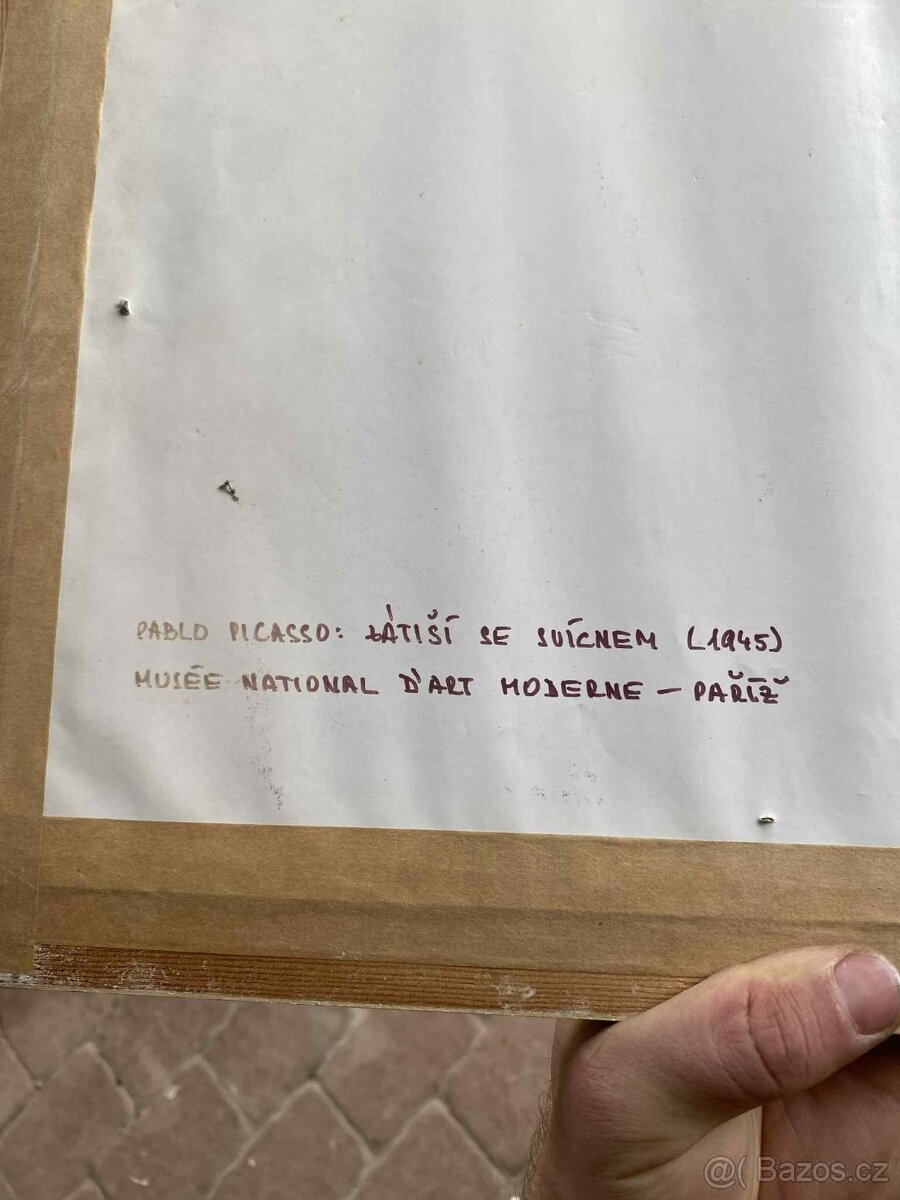 PABLO PICASSO: ZÁTIŠÍ SE SVÍCNEM (1945)
MUSÉE NATIONAL D'ART MODERNE – PAŘÍŽ
@( Bazos.cz